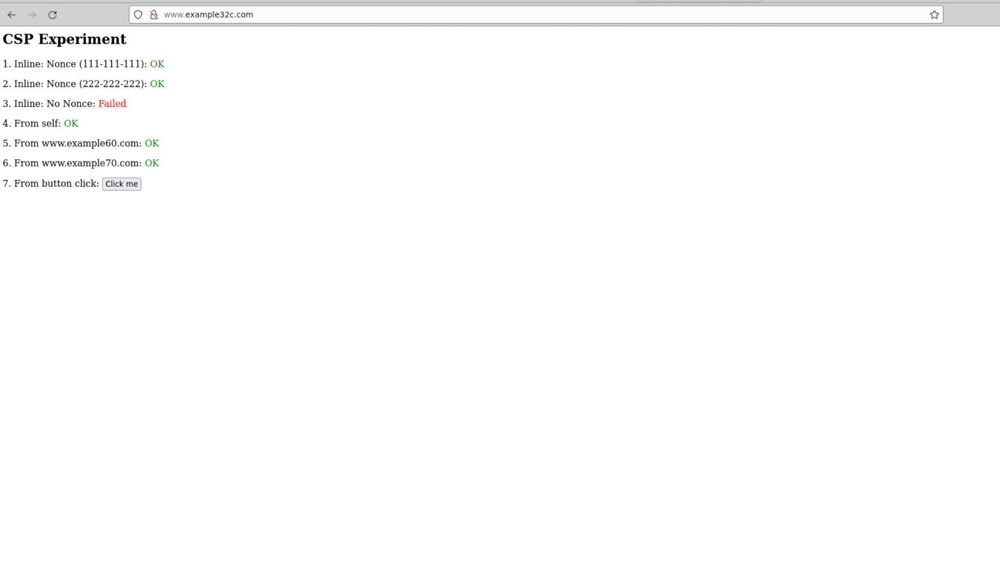 www.example32c.com
CSP Experiment
1. Inline: Nonce (111-111-111): OK
2. Inline: Nonce (222-222-222): OK
3. Inline: No Nonce: Failed
4. From self: OK
5. From www.example60.com: OK
6. From www.example70.com: OK
7. From button click: Click me